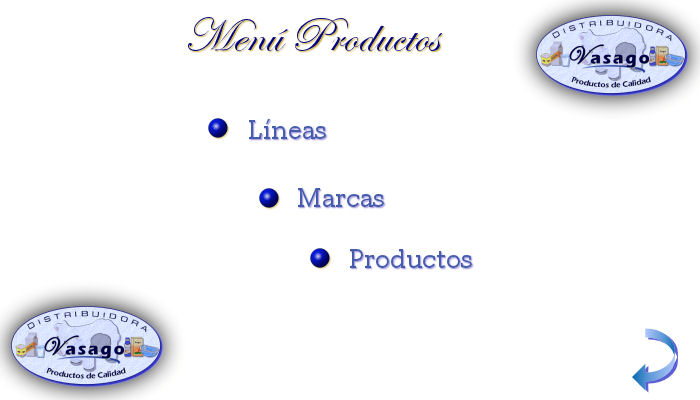 Menú Productos
DISTRIBUIDORA
Vasago
Productos de Calidad
Líneas
Marcas
Productos
DISTRIBUIDORA
Vasago
Productos de Calidad